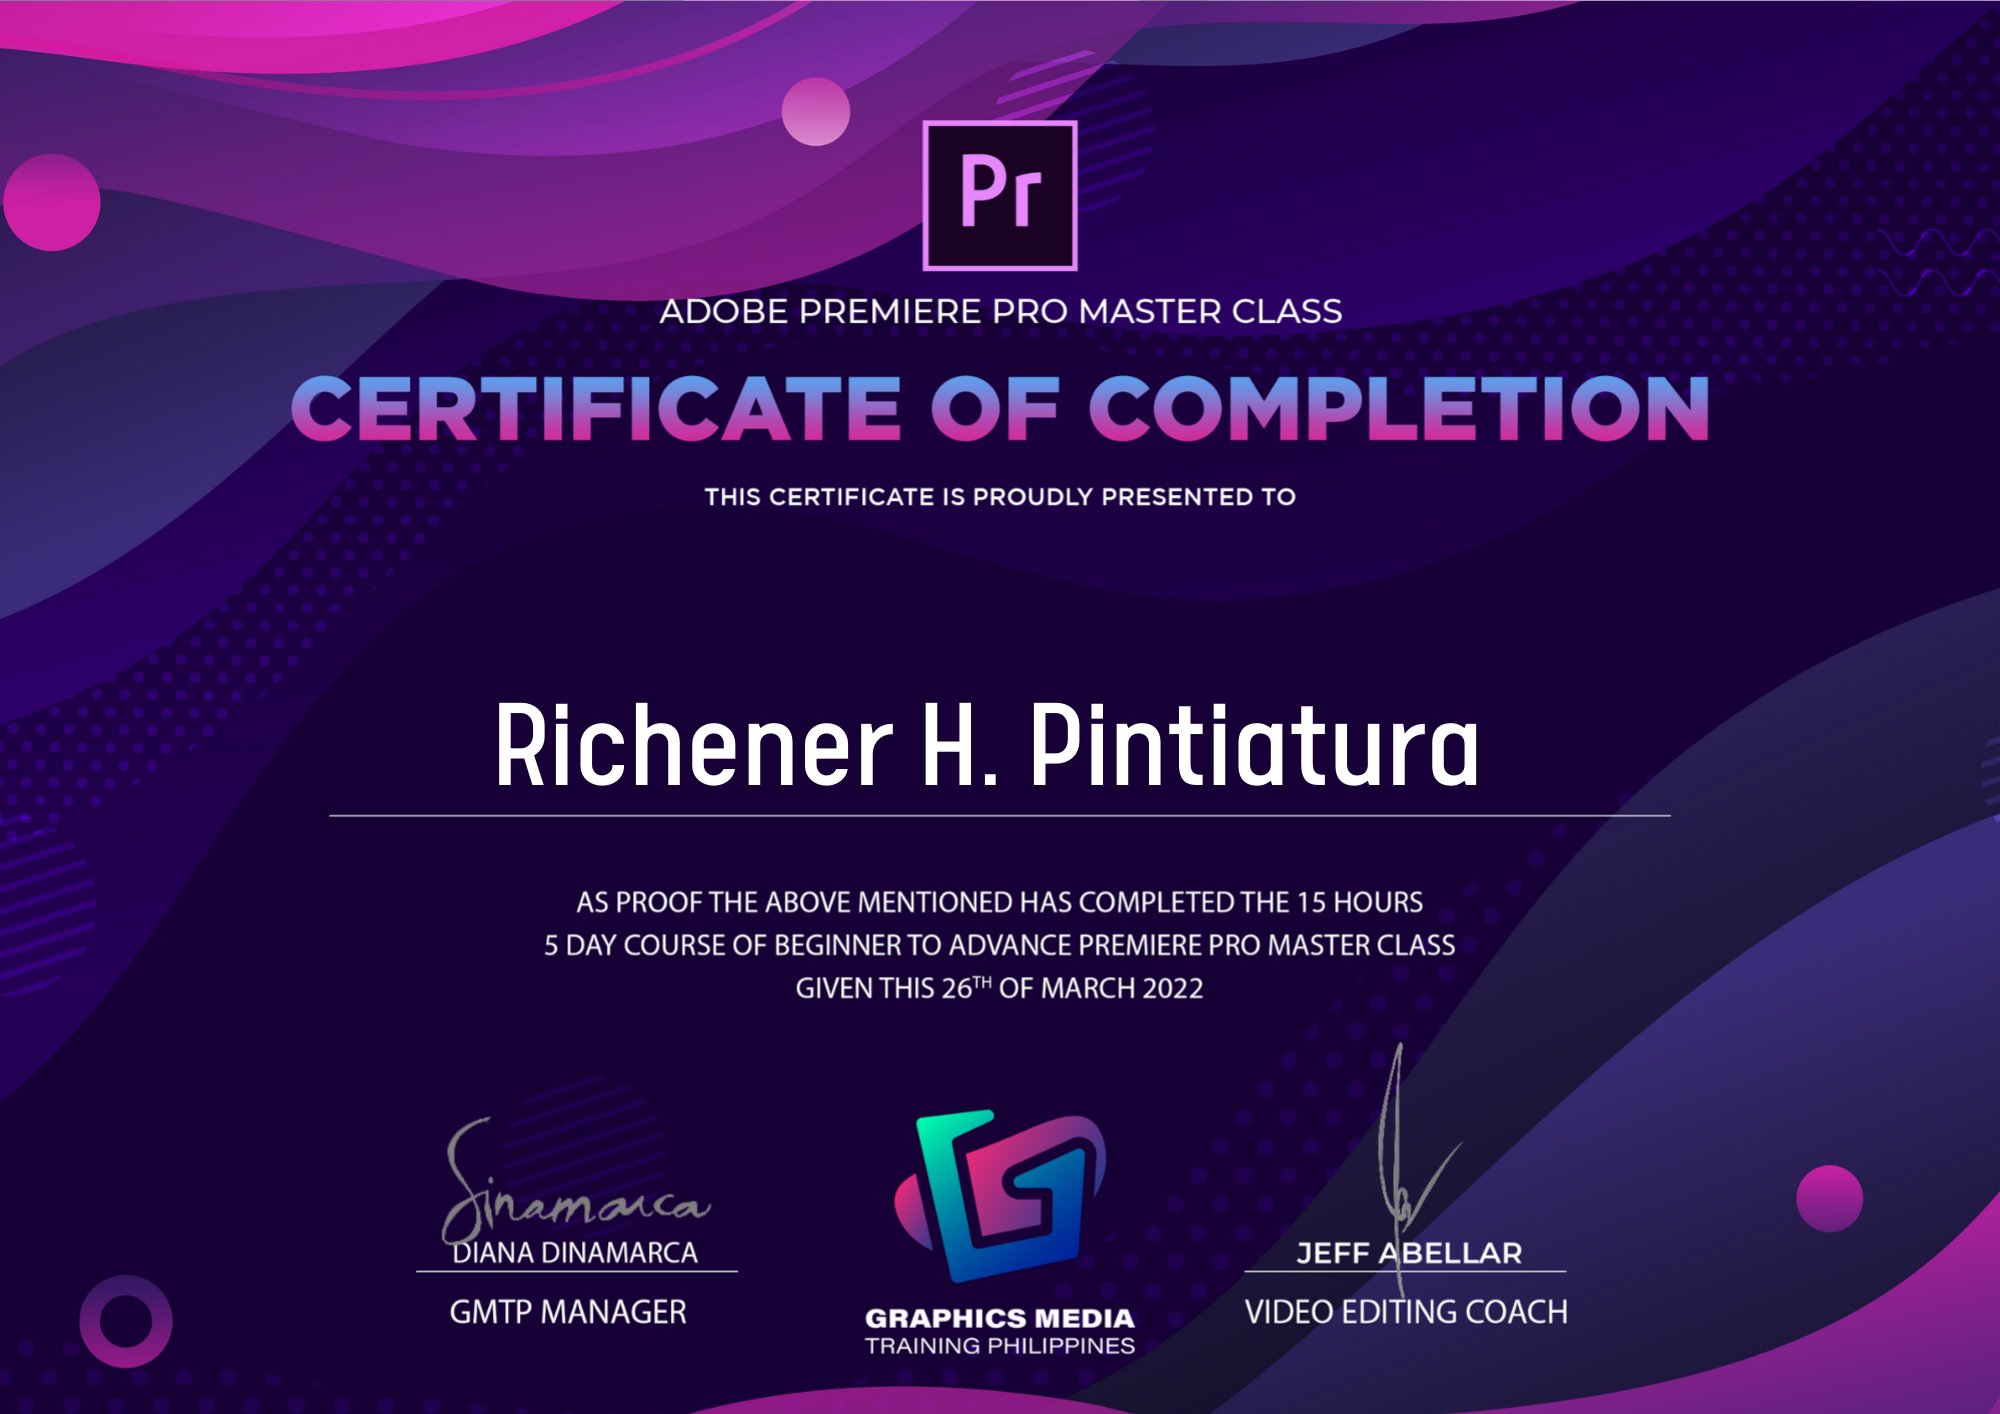 Pr
ADOBE PREMIERE PRO MASTER CLASS
CERTIFICATE OF COMPLETION
THIS CERTIFICATE IS PROUDLY PRESENTED TO
Richener H. Pintiatura
AS PROOF THE ABOVE MENTIONED HAS COMPLETED THE 15 HOURS
5 DAY COURSE OF BEGINNER TO ADVANCE PREMIERE PRO MASTER CLASS
GIVEN THIS 26TH OF MARCH 2022
Dinamarca
DIANA DINAMARCA
GMTP MANAGER
GRAPHICS MEDIA
TRAINING PHILIPPINES
JEFF ABELLAR
VIDEO EDITING COACH